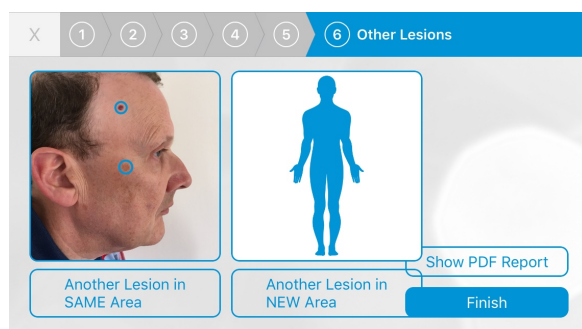 X 1 2 3 4 5 6 Other Lesions
Another Lesion in
SAME Area
Another Lesion in
NEW Area
Show PDF Report
Finish